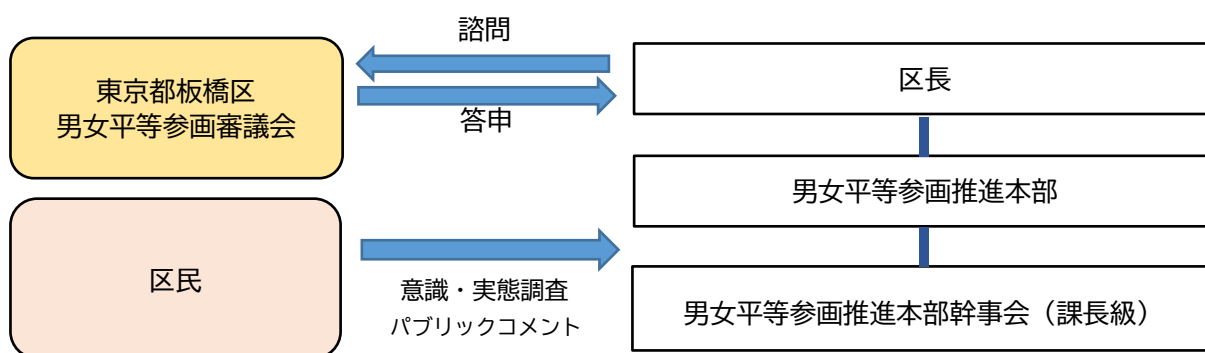 諮問
東京都板橋区
男女平等参画審議会
答申
区長
男女平等参画推進本部
区民
意識・実態調査
パブリックコメント
男女平等参画推進本部幹事会（課長級）